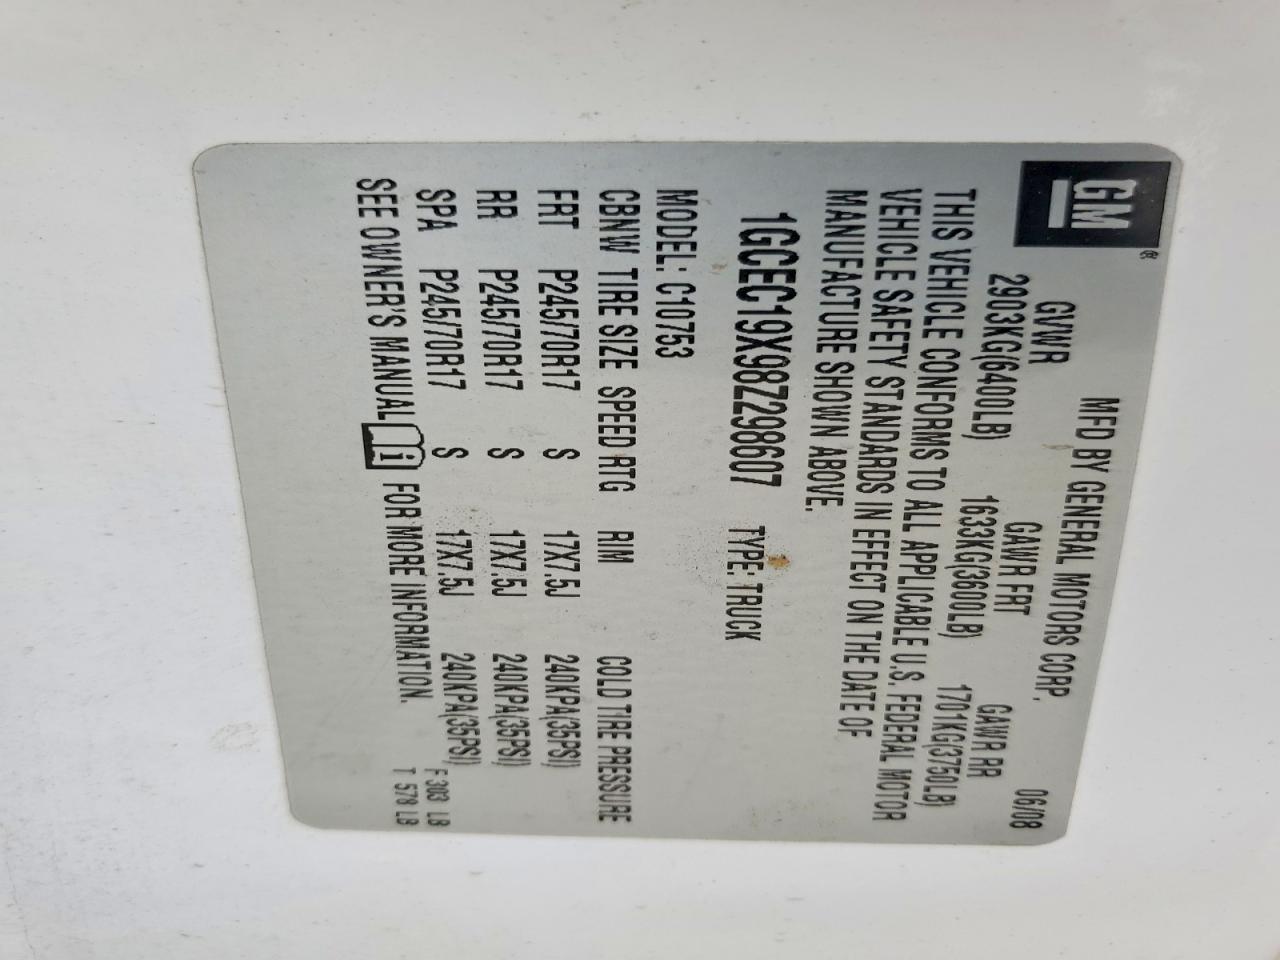 GM
MFD BY GENERAL MOTORS CORP. 06/08
GVWR GAWR FRT GAWR RR
2903KG(6400LB) 1633KG(3600LB) 1701KG(3750LB)
THIS VEHICLE CONFORMS TO ALL APPLICABLE U.S. FEDERAL MOTOR
VEHICLE SAFETY STANDARDS IN EFFECT ON THE DATE OF
MANUFACTURE SHOWN ABOVE.
1GCEC19X98Z298607 TYPE: TRUCK
MODEL: C10753
CBNW TIRE SIZE SPEED RTG RIM COLD TIRE PRESSURE
FRT P245/70R17 S 17X7.5J 240KPA(35PSI)
RR P245/70R17 S 17X7.5J 240KPA(35PSI)
SPA P245/70R17 S 17X7.5J 240KPA(35PSI)
SEE OWNER'S MANUAL i FOR MORE INFORMATION.
F 303 LB
T 578 LB